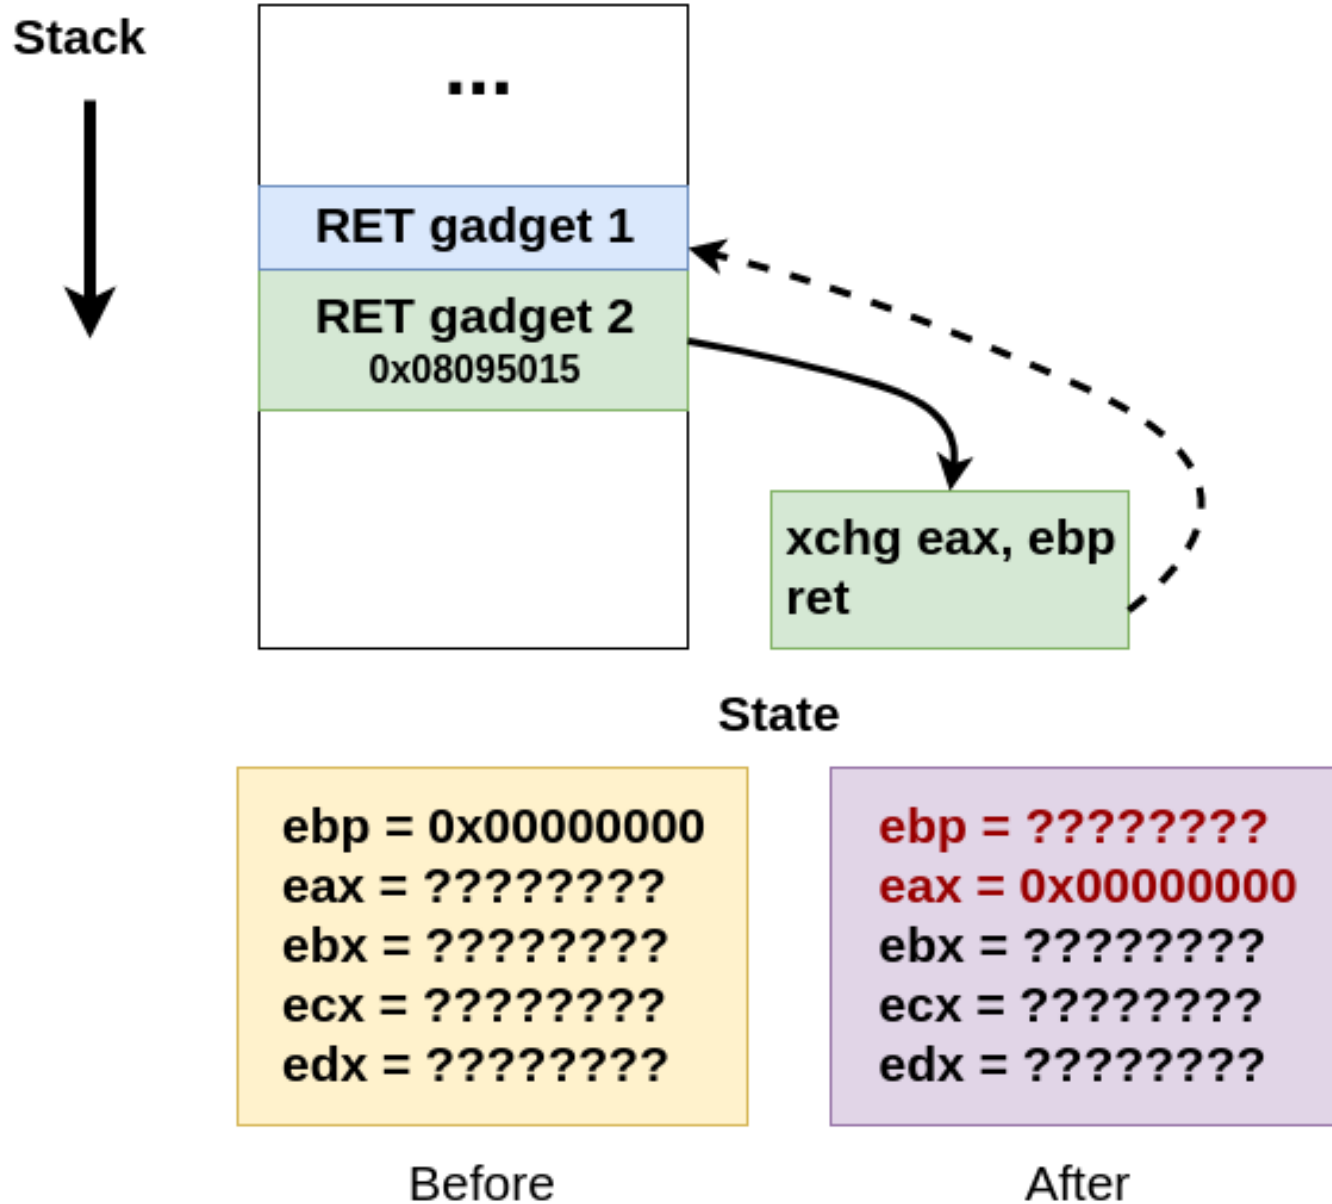 Stack
...
RET gadget 1
RET gadget 2
0x08095015
xchg eax, ebp
ret
State
ebp = 0x00000000
eax = ????????
ebx = ????????
ecx = ????????
edx = ????????
Before
ebp = ????????
eax = 0x00000000
ebx = ????????
ecx = ????????
edx = ????????
After